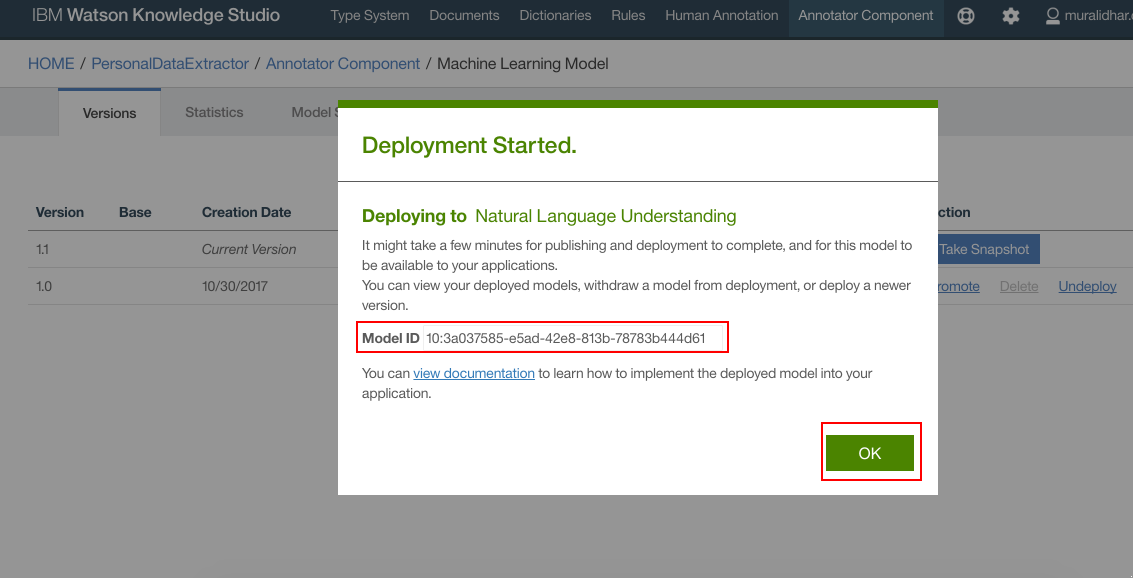 IBM Watson Knowledge Studio Type System Documents Dictionaries Rules Human Annotation Annotator Component muralidhar.
HOME / PersonalDataExtractor / Annotator Component / Machine Learning Model
Versions Statistics Model
Deployment Started.
Deploying to Natural Language Understanding
It might take a few minutes for publishing and deployment to complete, and for this model to
be available to your applications.
You can view your deployed models, withdraw a model from deployment, or deploy a newer
version.
Model ID 10:3a037585-e5ad-42e8-813b-78783b444d61
You can view documentation to learn how to implement the deployed model into your
application.
OK
Version Base Creation Date ction
1.1 Current Version Take Snapshot
1.0 10/30/2017 romote Delete Undeploy